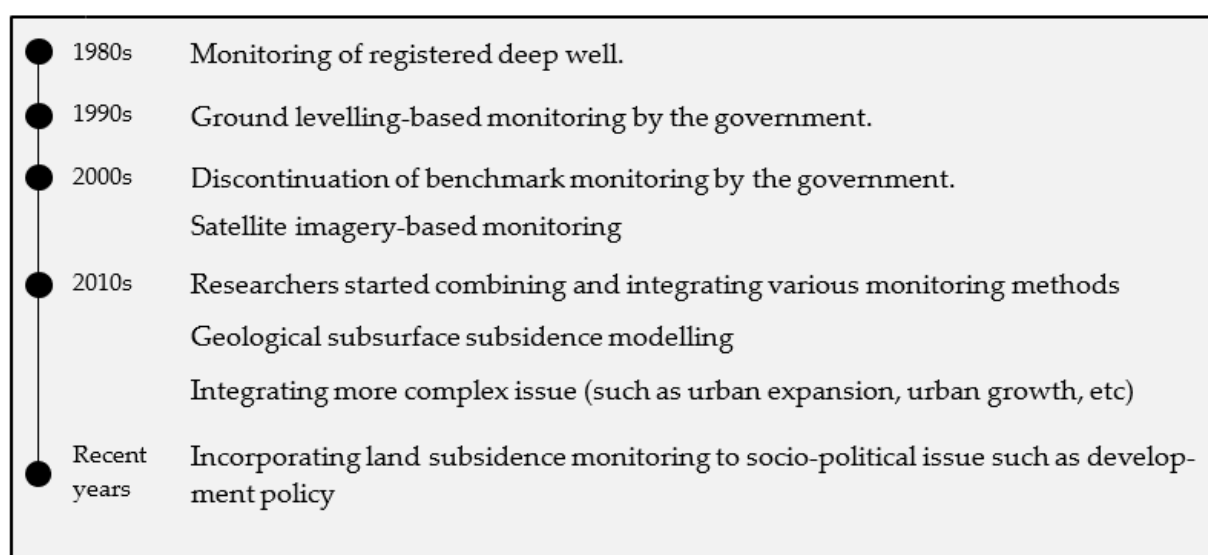 1980s Monitoring of registered deep well.
1990s Ground levelling-based monitoring by the government.
2000s Discontinuation of benchmark monitoring by the government.
Satellite imagery-based monitoring
2010s Researchers started combining and integrating various monitoring methods
Geological subsurface subsidence modelling
Integrating more complex issue (such as urban expansion, urban growth, etc)
Recent years
Incorporating land subsidence monitoring to socio-political issue such as develop-
ment policy